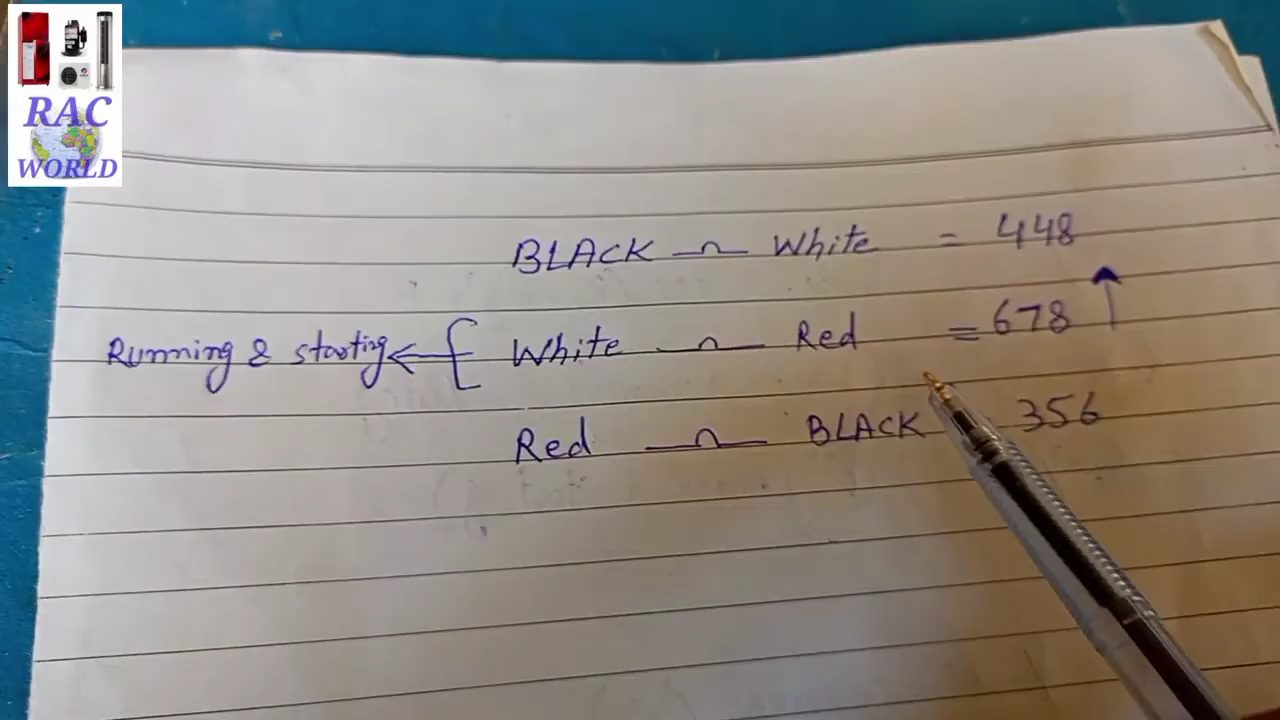 RAC
WORLD
BLACK White = 448
Running & starting White Red = 678
Red BLACK 356